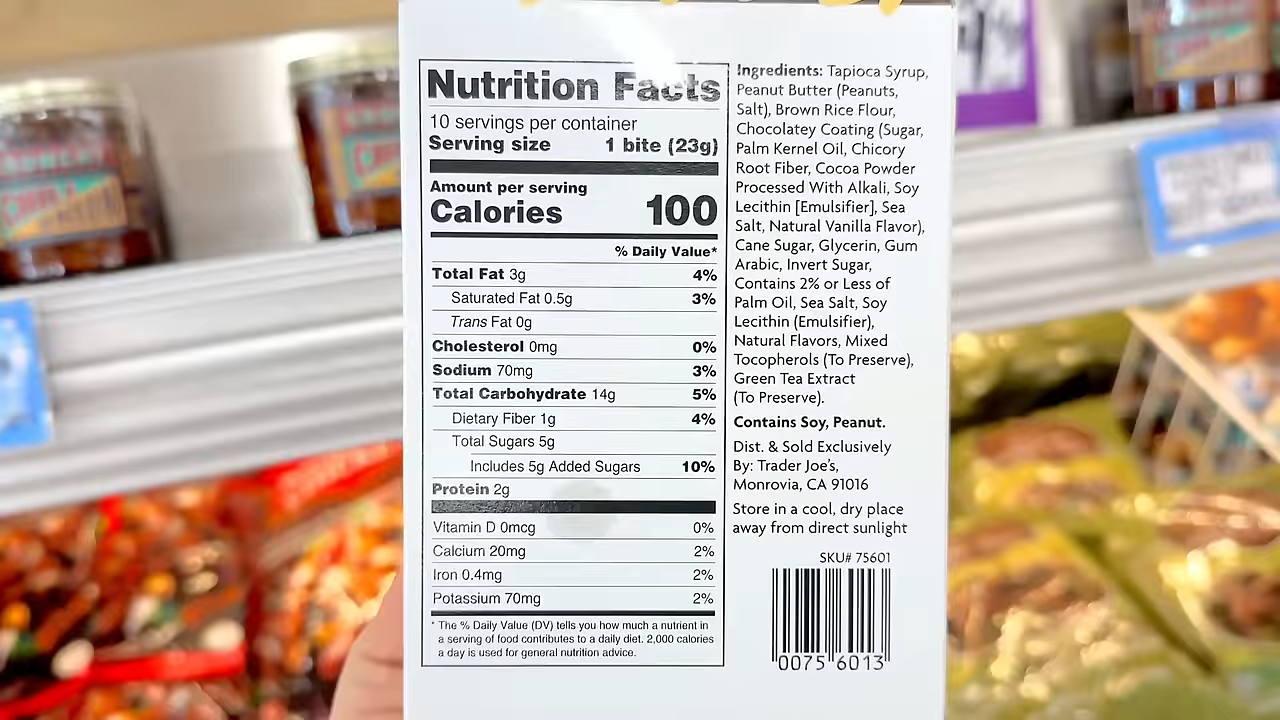 Nutrition Facts
10 servings per container
Serving size 1 bite (23g)
Amount per serving
Calories 100
% Daily Value*
Total Fat 3g 4%
Saturated Fat 0.5g 3%
Trans Fat 0g
Cholesterol 0mg 0%
Sodium 70mg 3%
Total Carbohydrate 14g 5%
Dietary Fiber 1g 4%
Total Sugars 5g
Includes 5g Added Sugars 10%
Protein 2g
Vitamin D 0mcg 0%
Calcium 20mg 2%
Iron 0.4mg 2%
Potassium 70mg 2%
* The % Daily Value (DV) tells you how much a nutrient in
a serving of food contributes to a daily diet. 2,000 calories
a day is used for general nutrition advice.
Ingredients: Tapioca Syrup,
Peanut Butter (Peanuts,
Salt), Brown Rice Flour,
Chocolatey Coating (Sugar,
Palm Kernel Oil, Chicory
Root Fiber, Cocoa Powder
Processed With Alkali, Soy
Lecithin [Emulsifier], Sea
Salt, Natural Vanilla Flavor),
Cane Sugar, Glycerin, Gum
Arabic, Invert Sugar,
Contains 2% or Less of
Palm Oil, Sea Salt, Soy
Lecithin (Emulsifier),
Natural Flavors, Mixed
Tocopherols (To Preserve),
Green Tea Extract
(To Preserve).
Contains Soy, Peanut.
Dist. & Sold Exclusively
By: Trader Joe's,
Monrovia, CA 91016
Store in a cool, dry place
away from direct sunlight
SKU# 75601
0075 6013